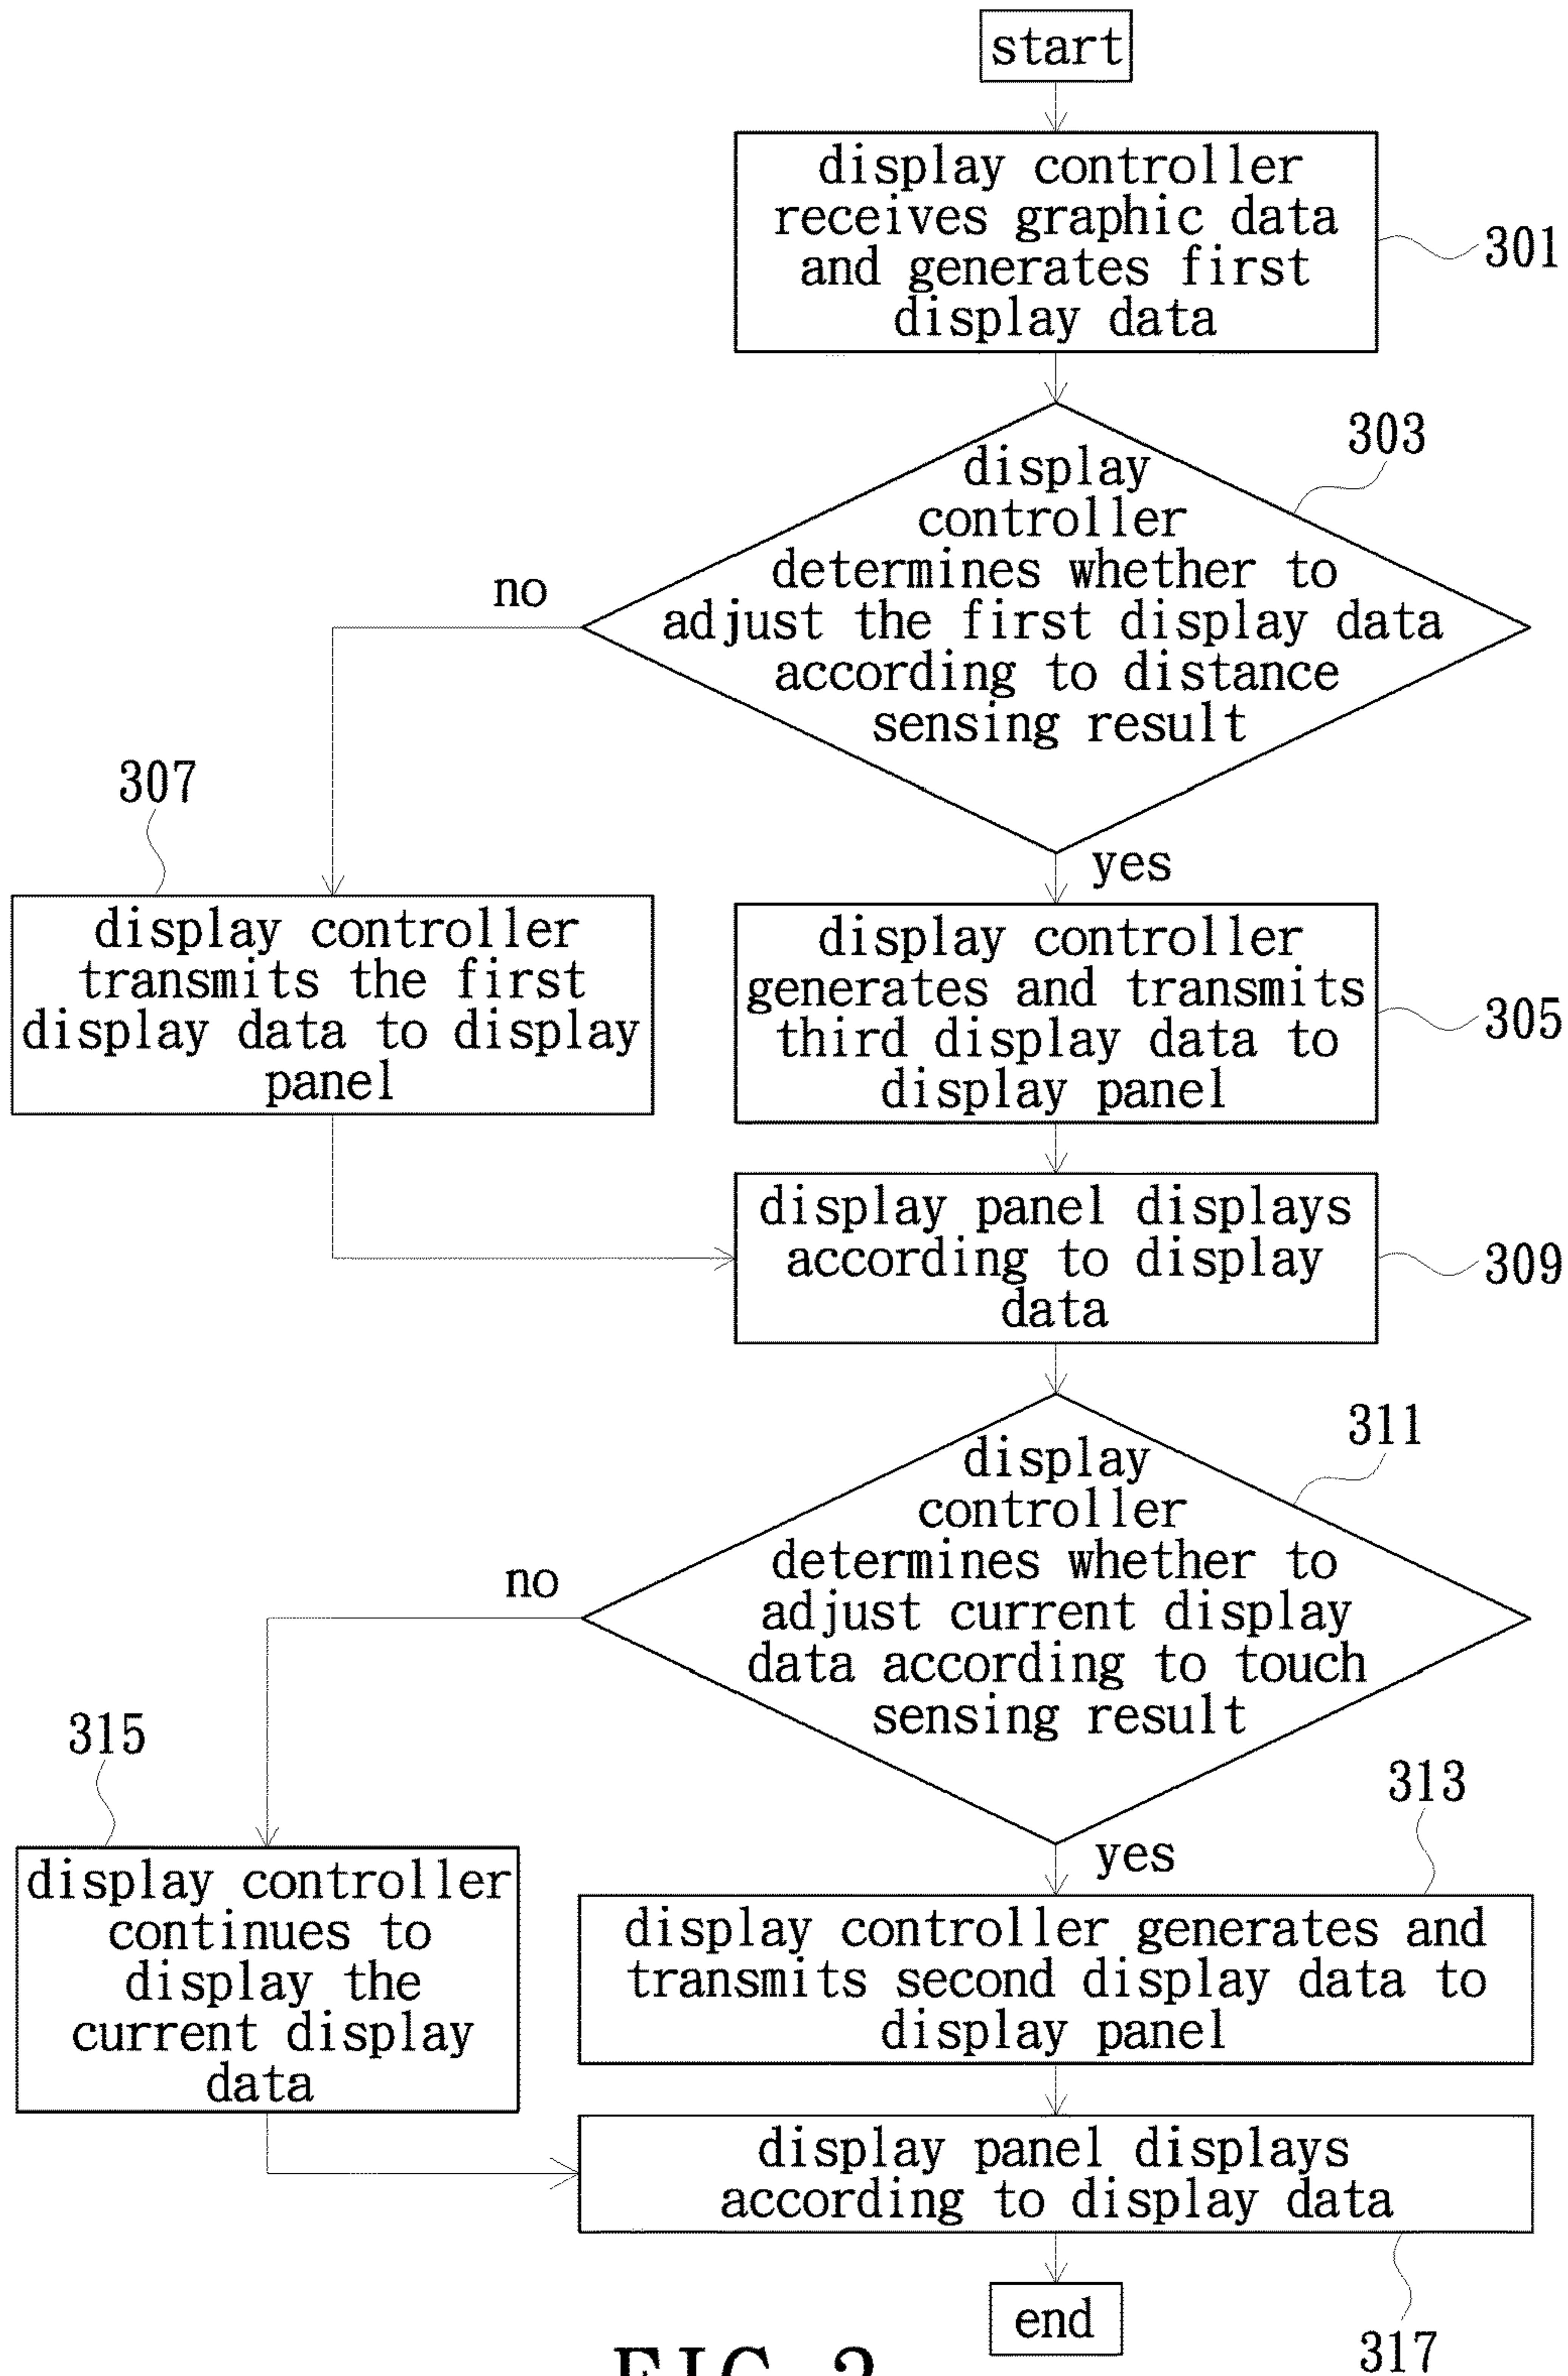 start
display controller
receives graphic data
and generates first
display data
301
303
display
controller
determines whether to
adjust the first display data
according to distance
sensing result
no
yes
307
display controller
transmits the first
display data to display
panel
display controller
generates and transmits
third display data to
display panel
305
display panel displays
according to display
data
309
311
display
controller
determines whether to
adjust current display
data according to touch
sensing result
no
yes
315
display controller
continues to
display the
current display
data
313
display controller generates and
transmits second display data to
display panel
display panel displays
according to display data
317
end